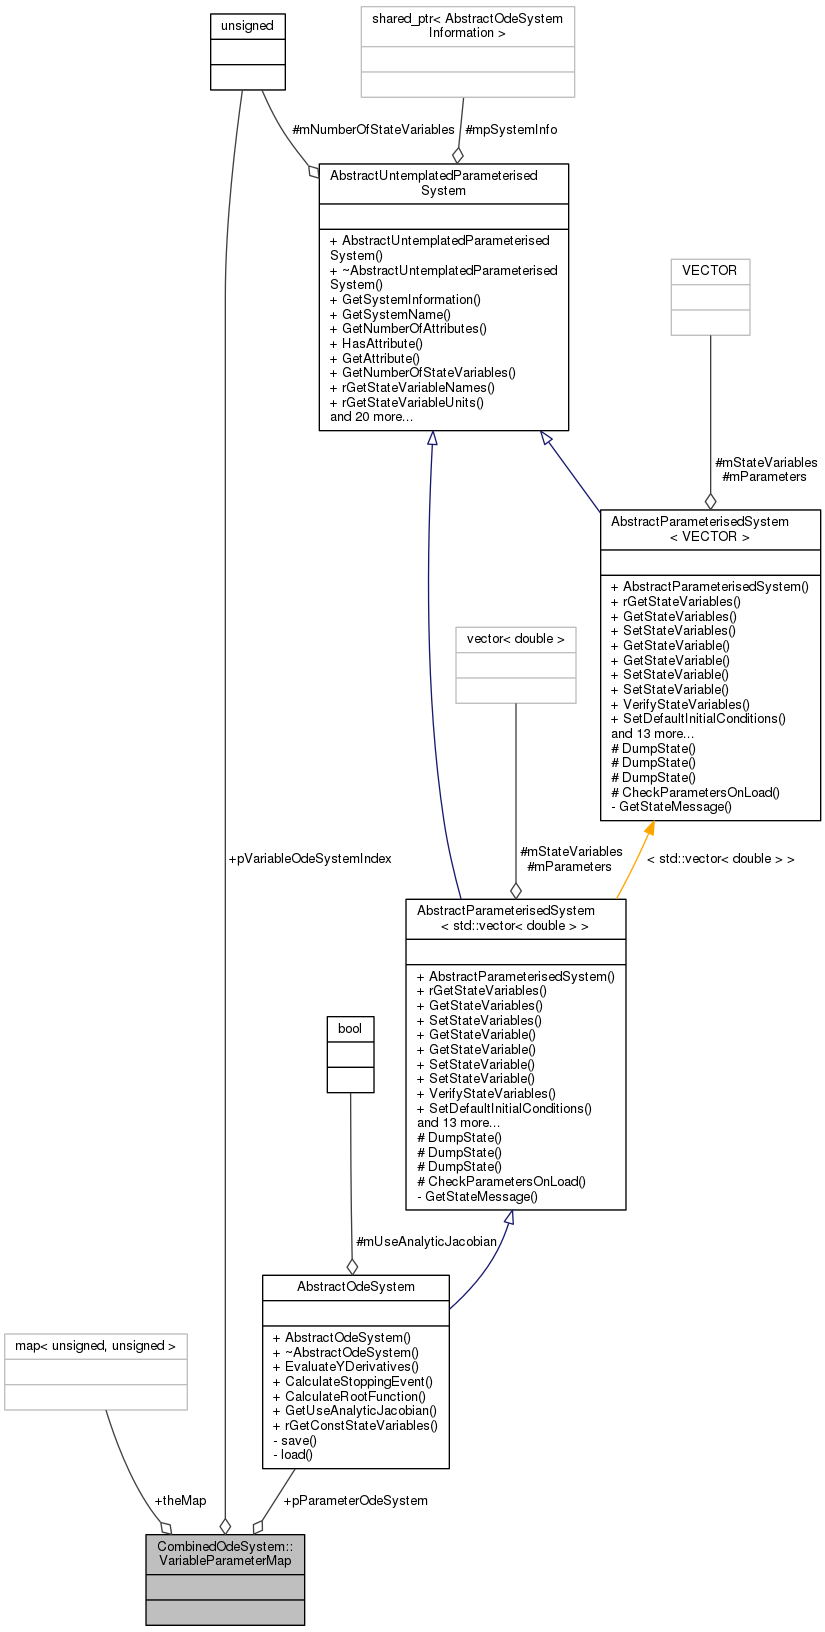 unsigned
shared_ptr< AbstractOdeSystem
Information >
#mNumberOfStateVariables
#mpSystemInfo
AbstractUntemplatedParameterised
System
+ AbstractUntemplatedParameterised
System()
+ ~AbstractUntemplatedParameterised
System()
+ GetSystemInformation()
+ GetSystemName()
+ GetNumberOfAttributes()
+ HasAttribute()
+ GetAttribute()
+ GetNumberOfStateVariables()
+ rGetStateVariableNames()
+ rGetStateVariableUnits()
and 20 more...
VECTOR
#mStateVariables
#mParameters
AbstractParameterisedSystem
< VECTOR >
+ AbstractParameterisedSystem()
+ rGetStateVariables()
+ GetStateVariables()
+ SetStateVariables()
+ GetStateVariable()
+ GetStateVariable()
+ SetStateVariable()
+ SetStateVariable()
+ VerifyStateVariables()
+ SetDefaultInitialConditions()
and 13 more...
# DumpState()
# DumpState()
# DumpState()
# CheckParametersOnLoad()
- GetStateMessage()
vector< double >
+pVariableOdeSystemIndex
#mStateVariables
#mParameters
< std::vector< double > >
AbstractParameterisedSystem
< std::vector< double > >
+ AbstractParameterisedSystem()
+ rGetStateVariables()
+ GetStateVariables()
+ SetStateVariables()
+ GetStateVariable()
+ GetStateVariable()
+ SetStateVariable()
+ SetStateVariable()
+ VerifyStateVariables()
+ SetDefaultInitialConditions()
and 13 more...
# DumpState()
# DumpState()
# DumpState()
# CheckParametersOnLoad()
- GetStateMessage()
bool
#mUseAnalyticJacobian
AbstractOdeSystem
+ AbstractOdeSystem()
+ ~AbstractOdeSystem()
+ EvaluateYDerivatives()
+ CalculateStoppingEvent()
+ CalculateRootFunction()
+ GetUseAnalyticJacobian()
+ rGetConstStateVariables()
- save()
- load()
map< unsigned, unsigned >
+theMap
+pParameterOdeSystem
CombinedOdeSystem::
VariableParameterMap